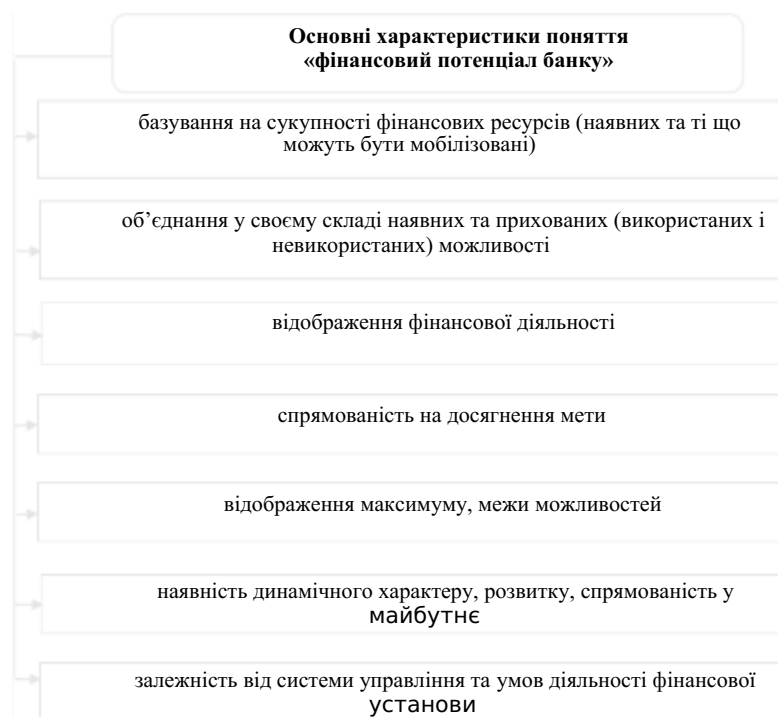 Основні характеристики поняття
«фінансовий потенціал банку»
базування на сукупності фінансових ресурсів (наявних та ті що
можуть бути мобілізовані)
об’єднання у своєму складі наявних та прихованих (використаних і
невикористаних) можливості
відображення фінансової діяльності
спрямованість на досягнення мети
відображення максимуму, межи можливостей
наявність динамічного характеру, розвитку, спрямованість у
майбутнє
залежність від системи управління та умов діяльності фінансової
установи